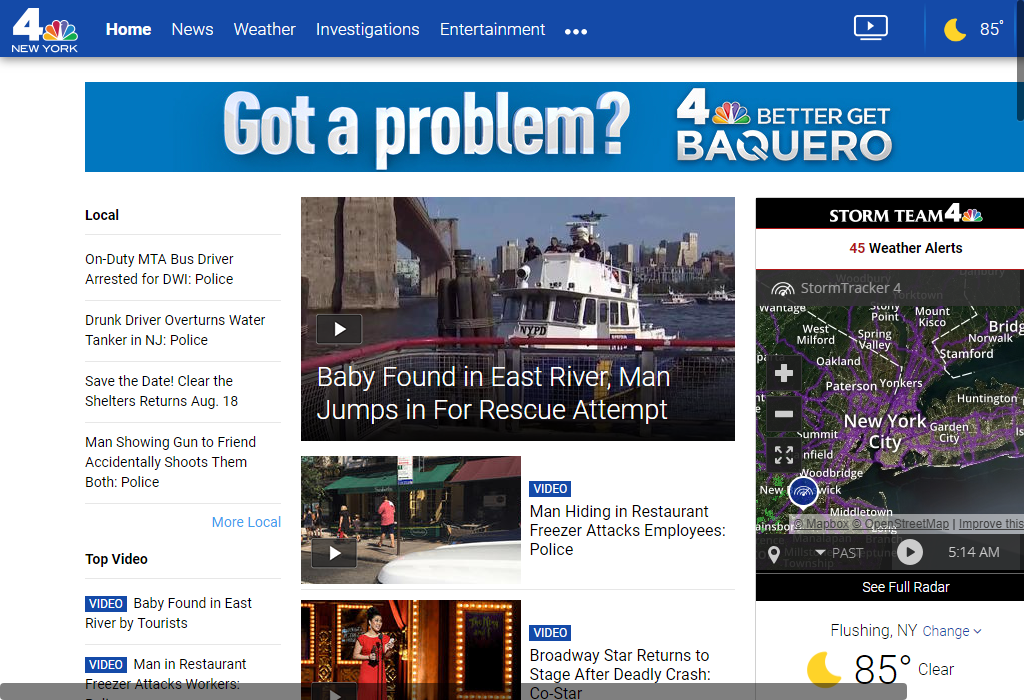 4
NEW YORK
Home
News
Weather
Investigations
Entertainment
85°
Got a problem?
4 BETTER GET
BAQUERO
Local
On-Duty MTA Bus Driver
Arrested for DWI: Police
Drunk Driver Overturns Water
Tanker in NJ: Police
Save the Date! Clear the
Shelters Returns Aug. 18
Man Showing Gun to Friend
Accidentally Shoots Them
Both: Police
More Local
Top Video
VIDEO Baby Found in East
River by Tourists
VIDEO Man in Restaurant
Freezer Attacks Workers:
NYPD
Baby Found in East River, Man
Jumps in For Rescue Attempt
VIDEO
Man Hiding in Restaurant
Freezer Attacks Employees:
Police
VIDEO
Broadway Star Returns to
Stage After Deadly Crash:
Co-Star
STORM TEAM 4
45 Weather Alerts
StormTracker 4
Woodbury
Danbury
Yorktown
Wantage
Stony
Point
Mount
Kisco
West
Milford
Spring
Valley
Bridg
Norwalk
Stamford
Oakland
Paterson
Yonkers
Huntington
New York
City
Garden
City
Is
Summit
nfield
Woodbridge
New
wick
Middletown
ainsbor
© Mapbox © OpenStreetMap | Improve this
Manalapan
Branch
Township
Neptune
PAST
5:14 AM
See Full Radar
Flushing, NY Change
85° Clear